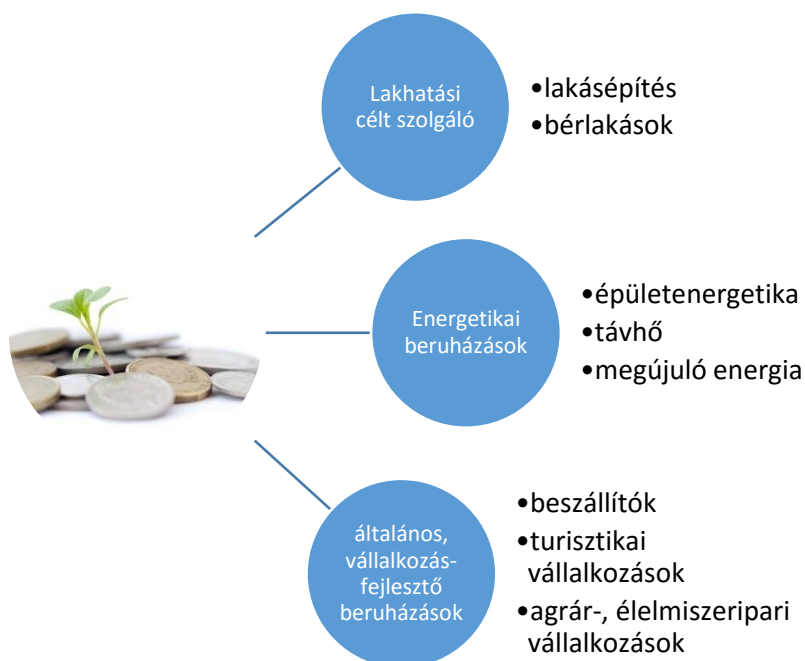 Lakhatási
célt szolgáló
•lakásépítés
•bérlakások
Energetikai
beruházások
•épületenergetika
•távhő
•megújuló energia
általános,
vállalkozás-
fejlesztő
beruházások
•beszállítók
•turisztikai
vállalkozások
•agrár-, élelmiszeripari
vállalkozások